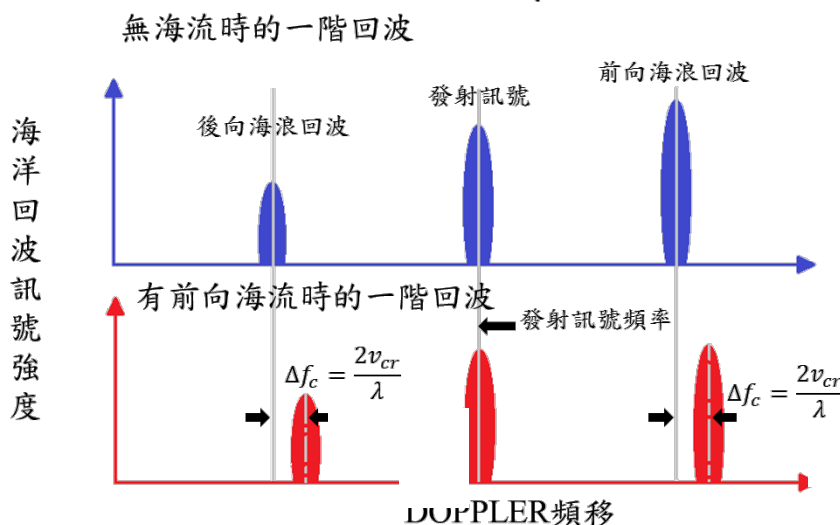 無海流時的一階回波
前向海浪回波
發射訊號
後向海浪回波
海洋回波訊號強度
有前向海流時的一階回波
發射訊號頻率
Δf_c = 2v_cr/λ
Δf_c = 2v_cr/λ
DOPPLER頻移